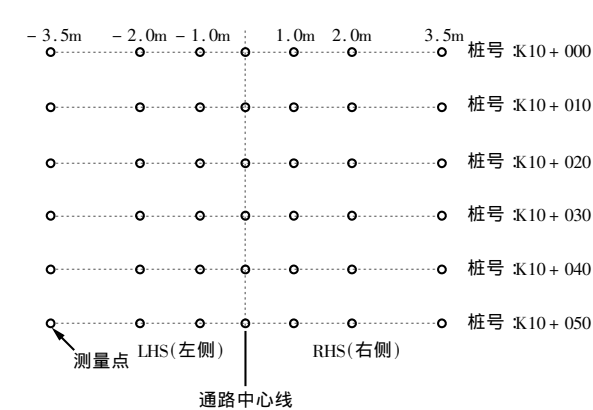 - 3.5m - 2.0m - 1.0m 1.0m 2.0m 3.5m
桩号:K10+000
桩号:K10+010
桩号:K10+020
桩号:K10+030
桩号:K10+040
桩号:K10+050
测量点 LHS(左侧) RHS(右侧)
通路中心线